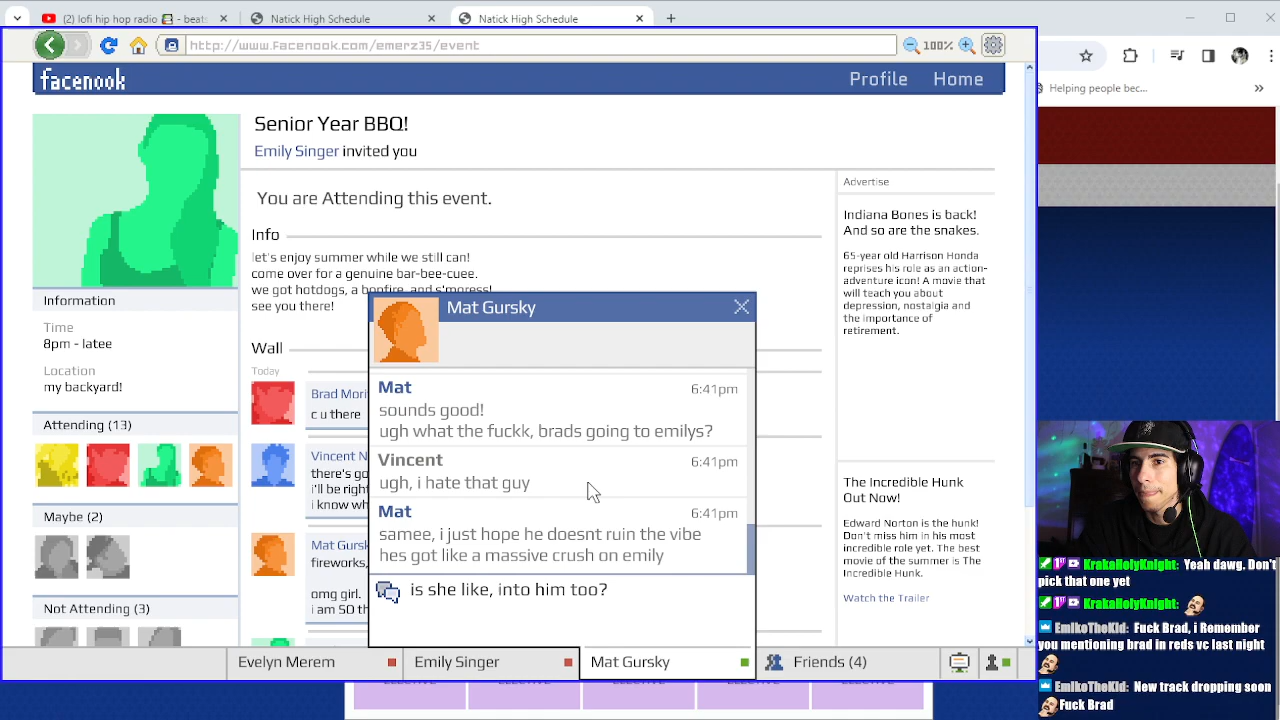 (2) lofi hip hop radio
- beats
Natick High Schedule
Natick High Schedule
http://www.facenook.com/emerz35/event
100%
Helping people bec...
facenook
Profile
Home
Senior Year BBQ!
Emily Singer invited you
You are Attending this event.
Info
let's enjoy summer while we still can!
come over for a genuine bar-bee-cuee.
we got hotdogs, a bonfire, and s'mores!
see you there!
Information
Time
8pm - latee
Location
my backyard!
Attending (13)
Maybe (2)
Not Attending (3)
Wall
Today
Brad Mori
c u there
Vincent N
there's go
i'll be righ
i know wh
Mat Gursk
fireworks,
omg girl.
i am SO th
Mat Gursky
Mat
6:41pm
sounds good!
ugh what the fuckk, brads going to emilys?
Vincent
6:41pm
ugh, i hate that guy
Mat
6:41pm
samee, i just hope he doesnt ruin the vibe
hes got like a massive crush on emily
is she like, into him too?
Advertise
Indiana Bones is back!
And so are the snakes.
65-year old Harrison Honda
reprises his role as an action-
adventure icon! A movie that
will teach you about
depression, nostalgia and
the importance of
retirement.
The Incredible Hunk
Out Now!
Edward Norton is the hunk!
Don't miss him in his most
incredible role yet. The best
movie of the summer is The
Incredible Hunk.
Watch the Trailer
Evelyn Merem
Emily Singer
Mat Gursky
Friends (4)
KrakaHolyKnight: Yeah dawg. Don't
pick that one yet
KrakaHolyKnight:
EmikoTheKid: Fuck Brad, i Remember
you mentioning brad in reds vc last night
EmikoTheKid: New track dropping soon
Fuck Brad